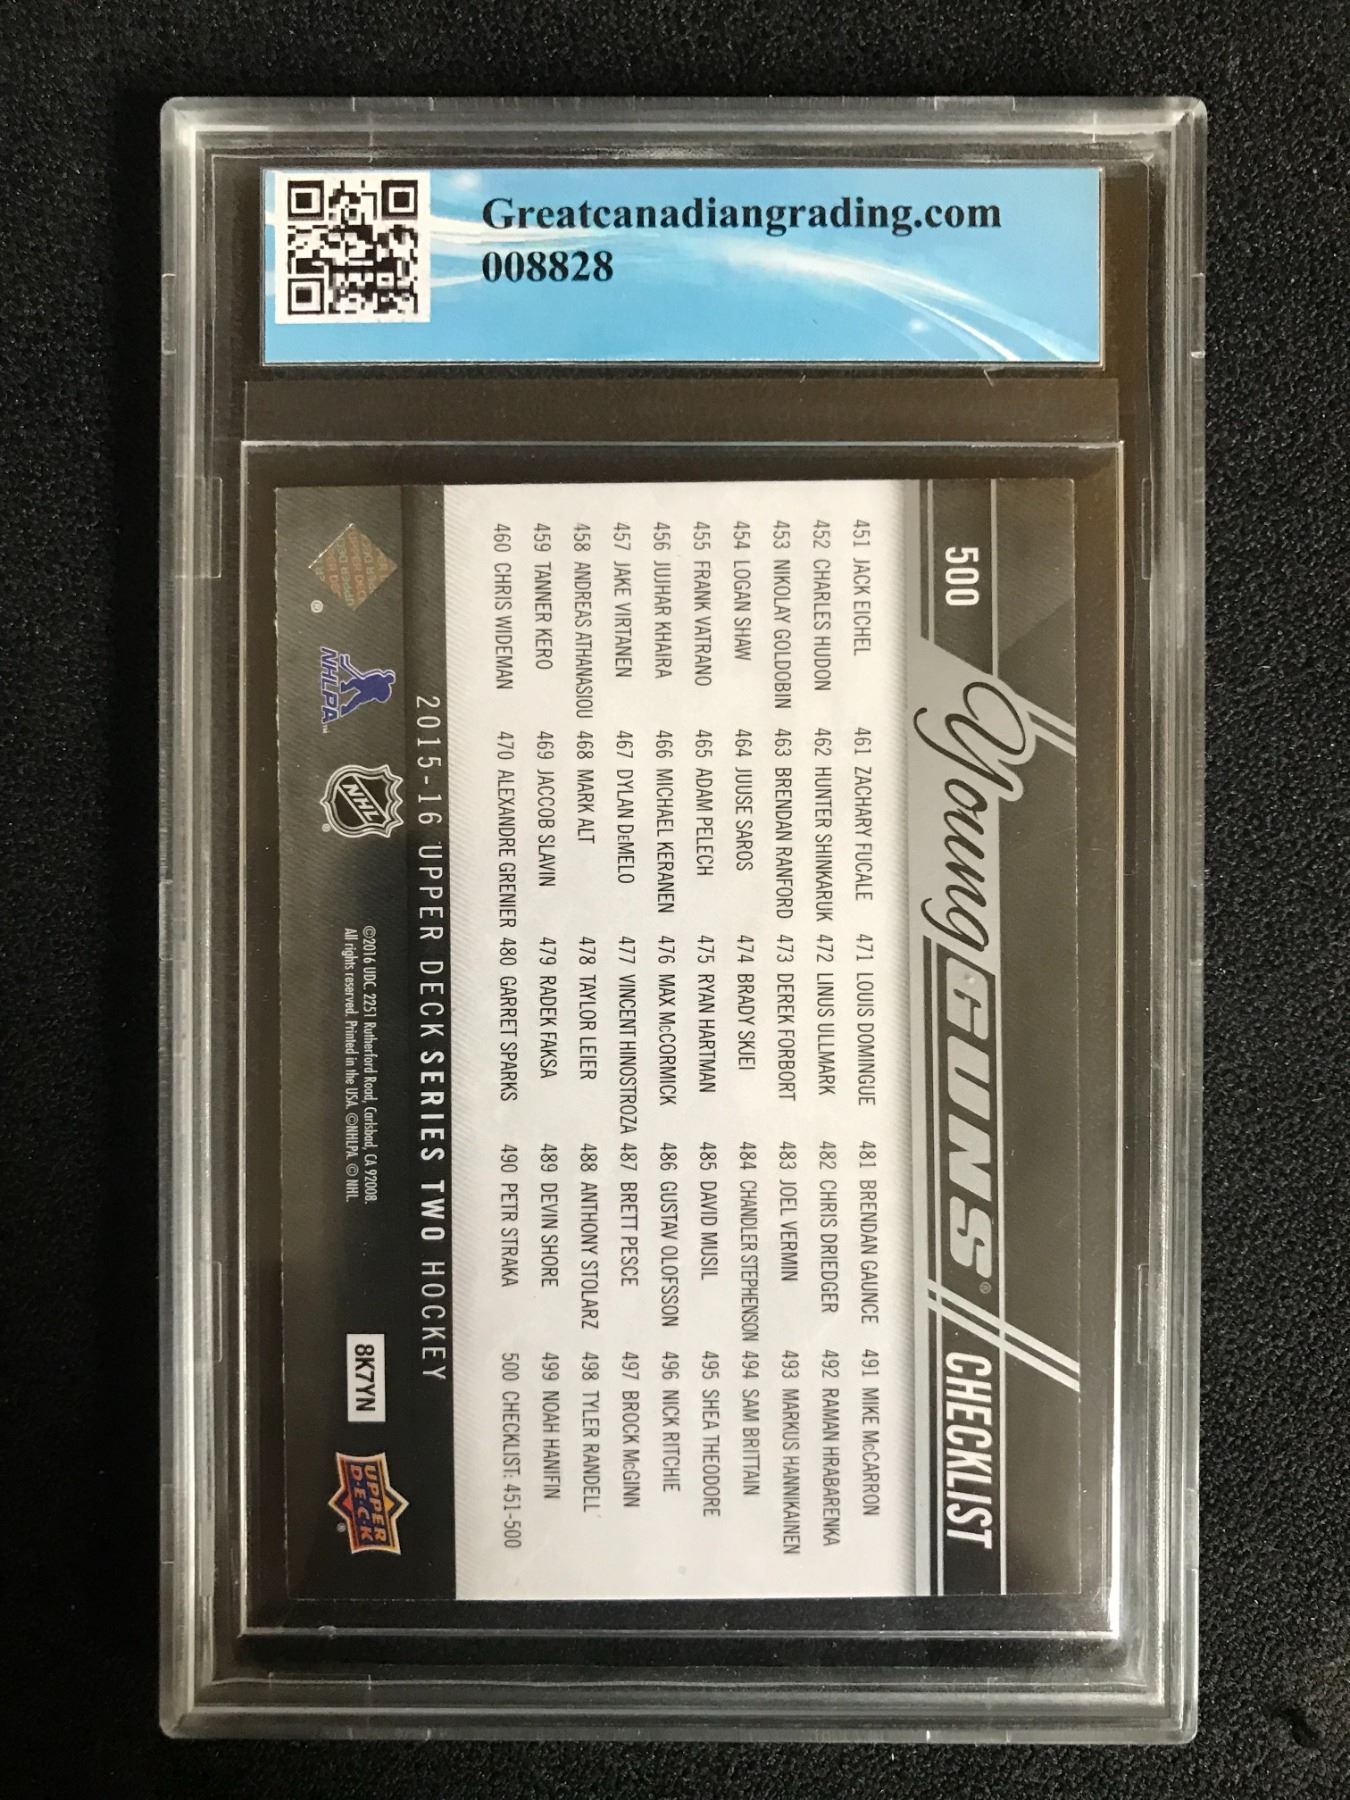 Greatcanadiangrading.com
008828
500 Young GUNS® CHECKLIST
451 JACK EICHEL 461 ZACHARY FUCALE 471 LOUIS DOMINGUE 481 BRENDAN GAUNCE 491 MIKE McCARRON
452 CHARLES HUDON 462 HUNTER SHINKARUK 472 LINUS ULLMARK 482 CHRIS DRIEDGER 492 RAMAN HRABARENKA
453 NIKOLAY GOLDOBIN 463 BRENDAN RANFORD 473 DEREK FORBORT 483 JOEL VERMIN 493 MARKUS HANNIKAINEN
454 LOGAN SHAW 464 JUUSE SAROS 474 BRADY SKJEI 484 CHANDLER STEPHENSON 494 SAM BRITTAIN
455 FRANK VATRANO 465 ADAM PELECH 475 RYAN HARTMAN 485 DAVID MUSIL 495 SHEA THEODORE
456 JUJHAR KHAIRA 466 MICHAEL KERANEN 476 MAX McCORMICK 486 GUSTAV OLOFSSON 496 NICK RITCHIE
457 JAKE VIRTANEN 467 DYLAN DeMELO 477 VINCENT HINOSTROZA 487 BRETT PESCE 497 BROCK McGINN
458 ANDREAS ATHANASIOU 468 MARK ALT 478 TAYLOR LEIER 488 ANTHONY STOLARZ 498 TYLER RANDELL
459 TANNER KERO 469 JACCOB SLAVIN 479 RADEK FAKSA 489 DEVIN SHORE 499 NOAH HANIFIN
460 CHRIS WIDEMAN 470 ALEXANDRE GRENIER 480 GARRET SPARKS 490 PETR STRAKA 500 CHECKLIST: 451-500
2015-16 UPPER DECK SERIES TWO HOCKEY
® NHLPA™ NHL®
©2016 UDC. 2251 Rutherford Road, Carlsbad, CA 92008.
All rights reserved. Printed in the USA. ©NHLPA. ©NHL.
8K7YN
UPPER
D·E·C·K®